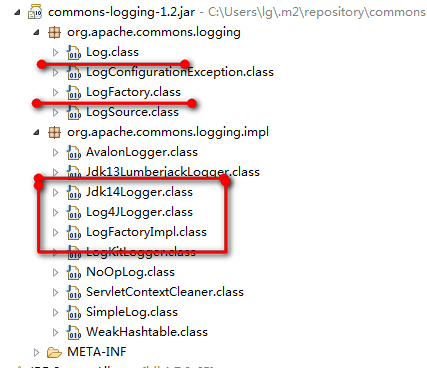 commons-logging-1.2.jar - C:\Users\lg\.m2\repository\commons
org.apache.commons.logging
Log.class
LogConfigurationException.class
LogFactory.class
LogSource.class
org.apache.commons.logging.impl
AvalonLogger.class
Jdk13LumberjackLogger.class
Jdk14Logger.class
Log4JLogger.class
LogFactoryImpl.class
LogKitLogger.class
NoOpLog.class
ServletContextCleaner.class
SimpleLog.class
WeakHashtable.class
META-INF